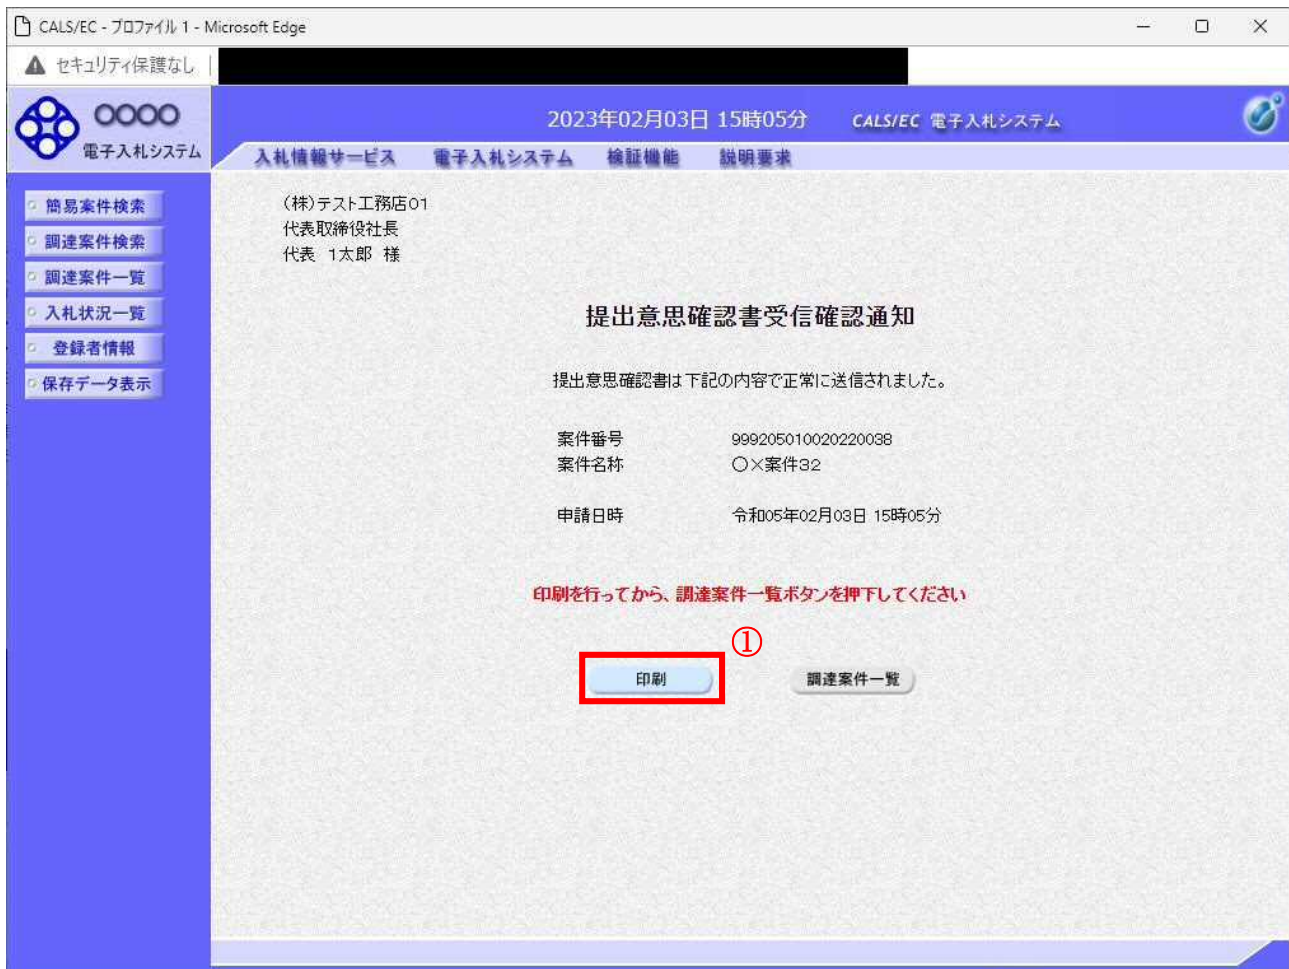 CALS/EC - プロファイル 1 - Microsoft Edge
セキュリティ保護なし
〇〇〇〇
電子入札システム
2023年02月03日 15時05分
CALS/EC 電子入札システム
入札情報サービス 電子入札システム 検証機能 説明要求
簡易案件検索
調達案件検索
調達案件一覧
入札状況一覧
登録者情報
保存データ表示
(株)テスト工務店01
代表取締役社長
代表 1太郎 様
提出意思確認書受信確認通知
提出意思確認書は下記の内容で正常に送信されました。
案件番号 999205010020220038
案件名称 〇×案件32
申請日時 令和05年02月03日 15時05分
印刷を行ってから、調達案件一覧ボタンを押下してください
①
印刷 調達案件一覧